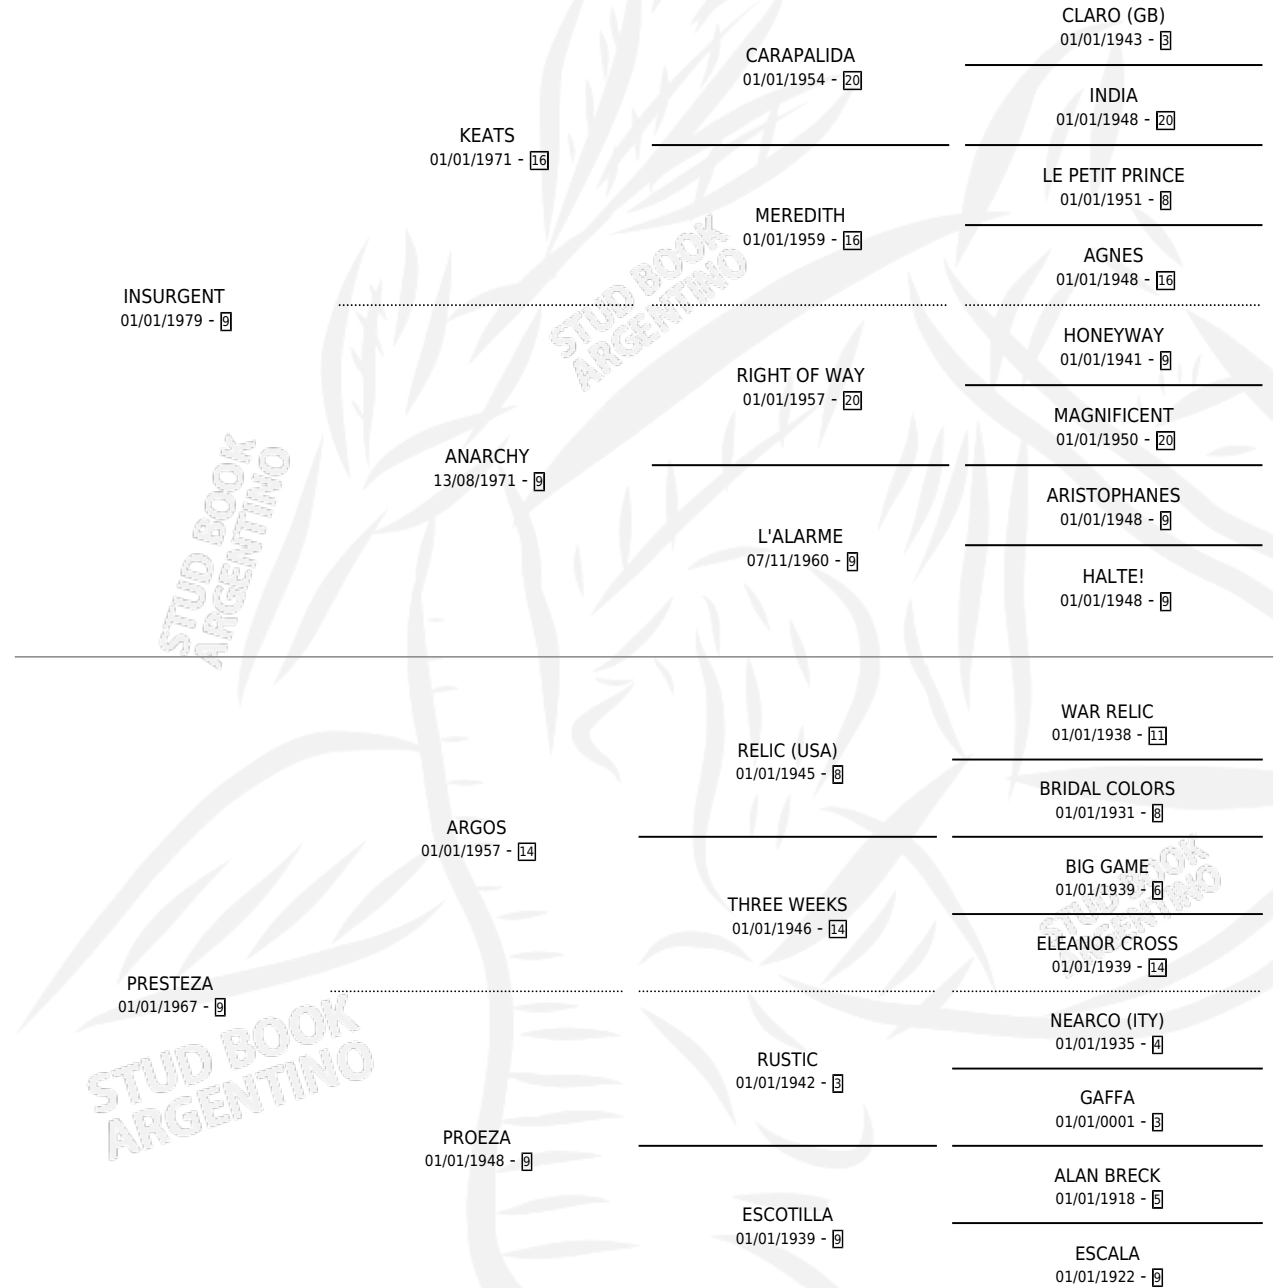 CLARO (GB)
01/01/1943 - 3
CARAPALIDA
01/01/1954 - 20
INDIA
01/01/1948 - 20
KEATS
01/01/1971 - 16
LE PETIT PRINCE
01/01/1951 - 8
MEREDITH
01/01/1959 - 16
AGNES
01/01/1948 - 16
INSURGENT
01/01/1979 - 9
HONEYWAY
01/01/1941 - 9
RIGHT OF WAY
01/01/1957 - 20
MAGNIFICENT
01/01/1950 - 20
ANARCHY
13/08/1971 - 9
ARISTOPHANES
01/01/1948 - 9
L'ALARME
07/11/1960 - 9
HALTE!
01/01/1948 - 9
WAR RELIC
01/01/1938 - 11
RELIC (USA)
01/01/1945 - 8
BRIDAL COLORS
01/01/1931 - 8
ARGOS
01/01/1957 - 14
BIG GAME
01/01/1939 - 6
THREE WEEKS
01/01/1946 - 14
ELEANOR CROSS
01/01/1939 - 14
PRESTEZA
01/01/1967 - 9
NEARCO (ITY)
01/01/1935 - 4
RUSTIC
01/01/1942 - 3
GAFFA
01/01/0001 - 3
PROEZA
01/01/1948 - 9
ALAN BRECK
01/01/1918 - 5
ESCOTILLA
01/01/1939 - 9
ESCALA
01/01/1922 - 9
STUD BOOK
ARGENTINO
STUD BOOK
ARGENTINO
STUD BOOK
ARGENTINO
STUD BOOK
ARGENTINO